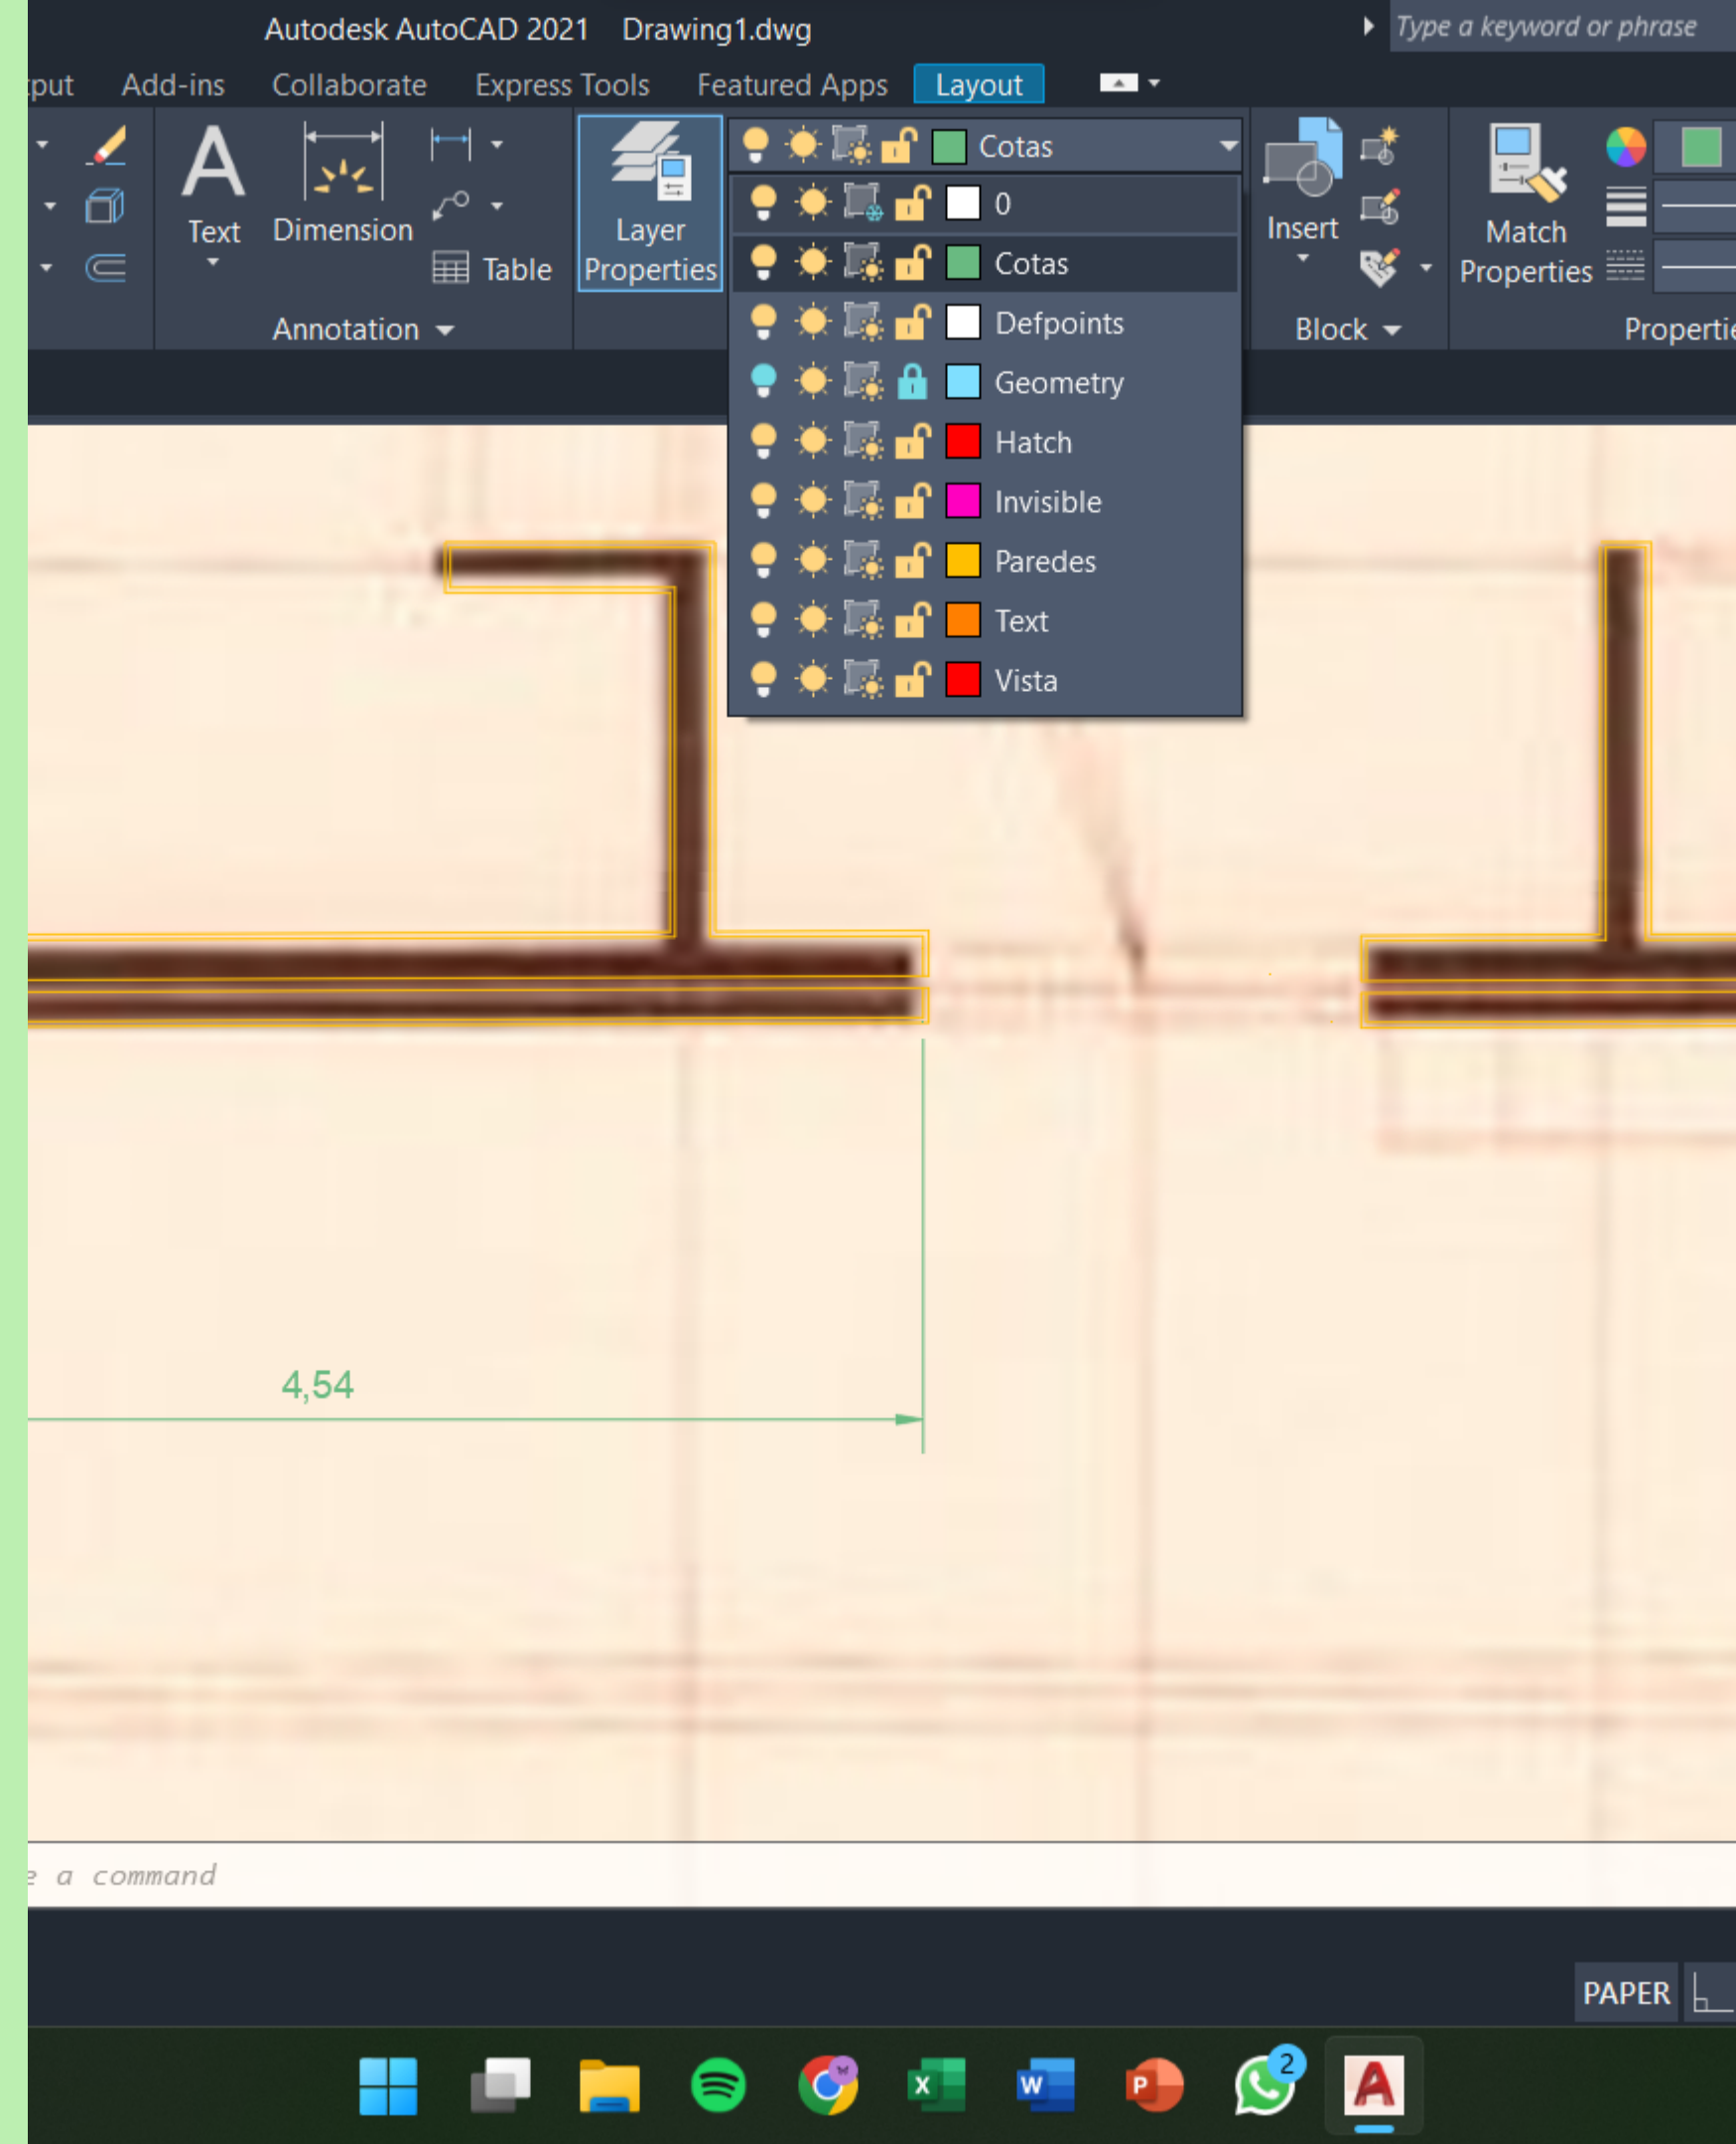 Autodesk AutoCAD 2021 Drawing1.dwg
Type a keyword or phrase
Add-ins Collaborate Express Tools Featured Apps Layout
Text
Dimension
Table
Annotation
Layer
Properties
Cotas
0
Cotas
Defpoints
Geometry
Hatch
Invisible
Paredes
Text
Vista
Insert
Block
Match
Properties
4,54
a command
PAPER
X
W
P
2
A